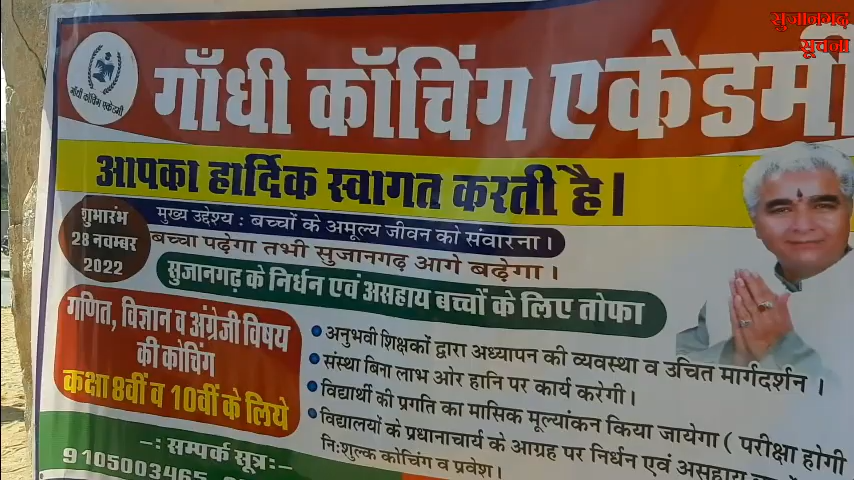 सुजानगढ़
सूचना
गाँधी कॉचिंग एकेडमी
गाँधी कॉचिंग एकेडमी
आपका हार्दिक स्वागत करती है।
शुभारंभ
28 नवम्बर
2022
मुख्य उद्देश्य : बच्चों के अमूल्य जीवन को संवारना।
बच्चा पढ़ेगा तभी सुजानगढ़ आगे बढ़ेगा।
सुजानगढ़ के निर्धन एवं असहाय बच्चों के लिए तोफा
गणित, विज्ञान व अंग्रेजी विषय
की कोचिंग
कक्षा 8वीं व 10वीं के लिये
अनुभवी शिक्षकों द्वारा अध्यापन की व्यवस्था व उचित मार्गदर्शन ।
संस्था बिना लाभ ओर हानि पर कार्य करेगी।
विद्यार्थी की प्रगति का मासिक मूल्यांकन किया जायेगा ( परीक्षा होगी
विद्यालयों के प्रधानाचार्य के आग्रह पर निर्धन एवं असहाय
निःशुल्क कोचिंग व प्रवेश।
-: सम्पर्क सूत्र:-
9105003465